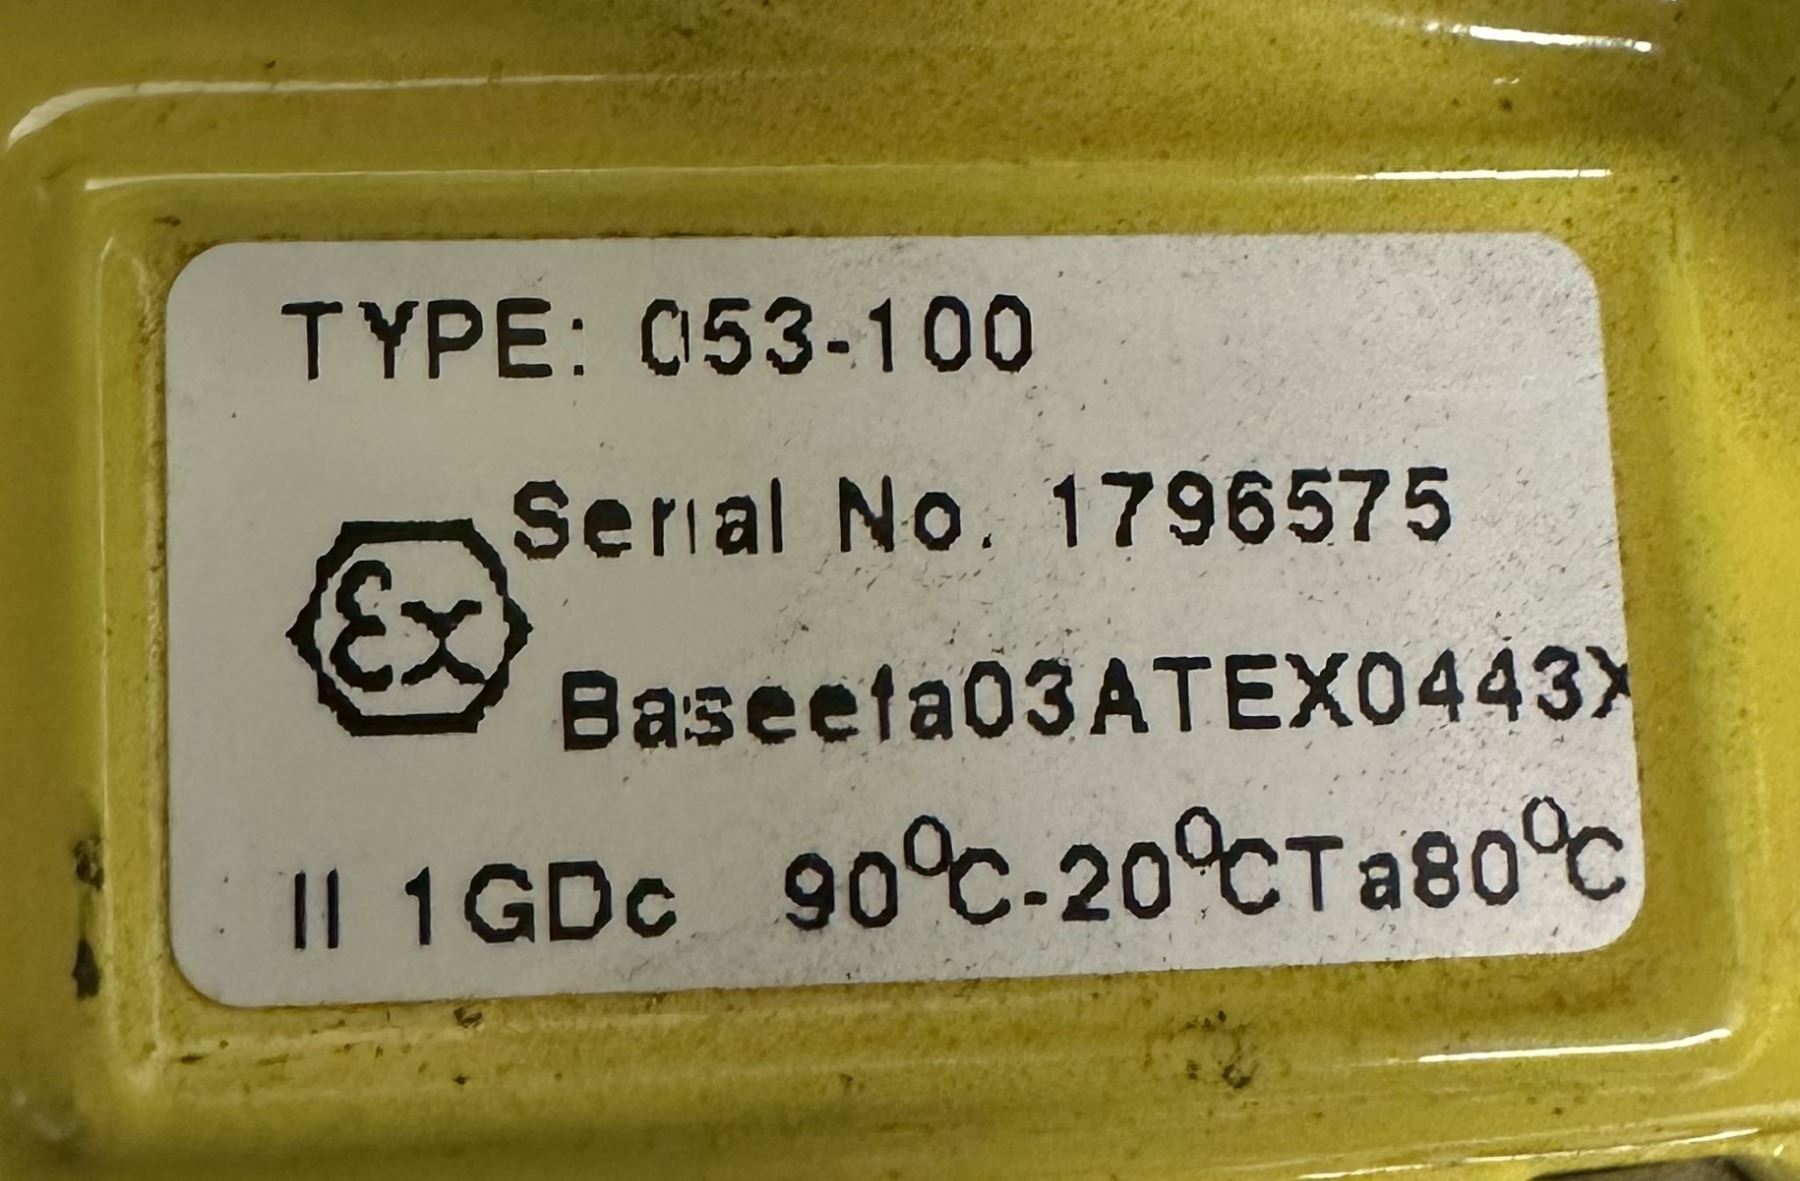 TYPE: 053-100
Serial No. 1796575
Ex
Baseefa03ATEX0443X
II 1GDc 90°C-20°CTa80°C